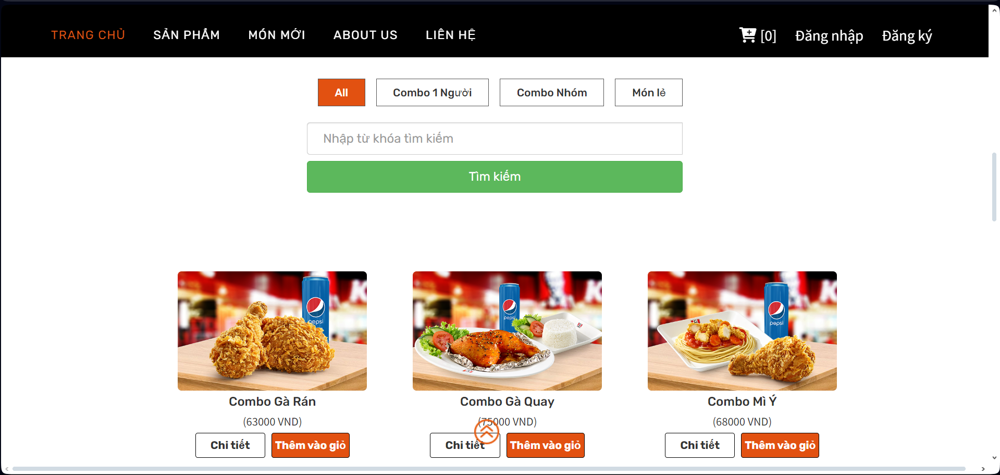 TRANG CHỦ SẢN PHẨM MÓN MỚI ABOUT US LIÊN HỆ [0] Đăng nhập Đăng ký
All Combo 1 Người Combo Nhóm Món lẻ
Nhập từ khóa tìm kiếm
Tìm kiếm
pepsi pepsi pepsi
Combo Gà Rán Combo Gà Quay Combo Mì Ý
(63000 VND) (75000 VND) (68000 VND)
Chi tiết Thêm vào giỏ Chi tiết Thêm vào giỏ Chi tiết Thêm vào giỏ